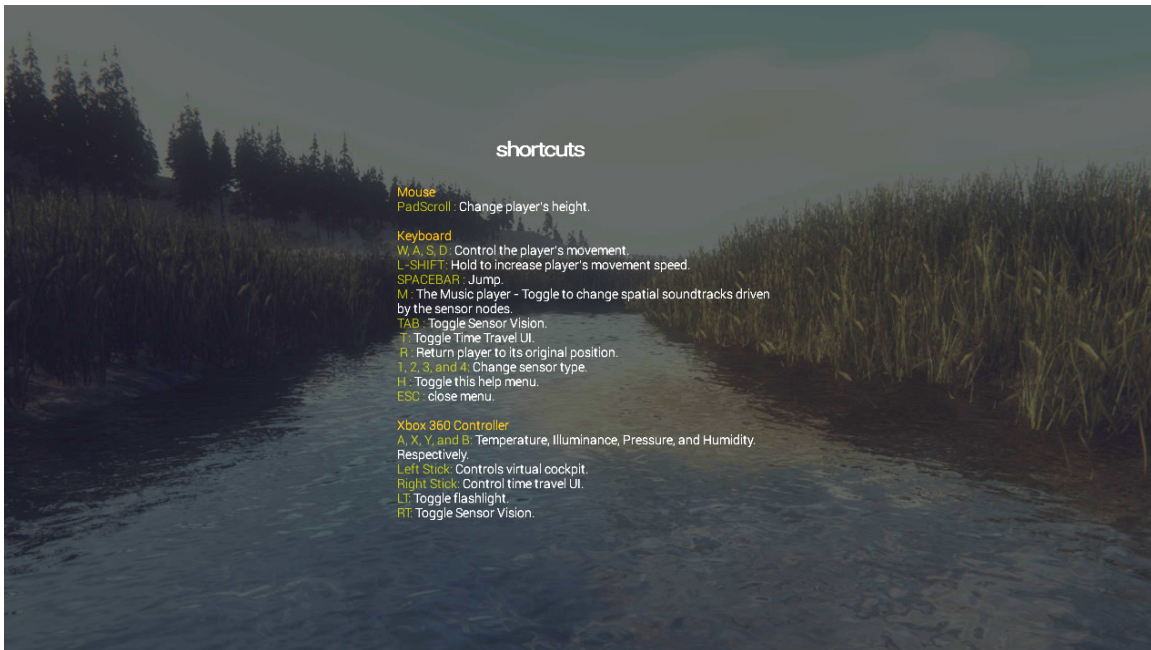 shortcuts
Mouse
PadScroll : Change player's height.
Keyboard
W, A, S, D : Control the player's movement.
L-SHIFT: Hold to increase player's movement speed.
SPACEBAR : Jump.
M : The Music player - Toggle to change spatial soundtracks driven
by the sensor nodes.
TAB : Toggle Sensor Vision.
T: Toggle Time Travel UI.
R : Return player to its original position.
1, 2, 3, and 4: Change sensor type.
H : Toggle this help menu.
ESC : close menu.
Xbox 360 Controller
A, X, Y, and B: Temperature, Illuminance, Pressure, and Humidity.
Respectively.
Left Stick: Controls virtual cockpit.
Right Stick: Control time travel UI.
LT: Toggle flashlight.
RT: Toggle Sensor Vision.